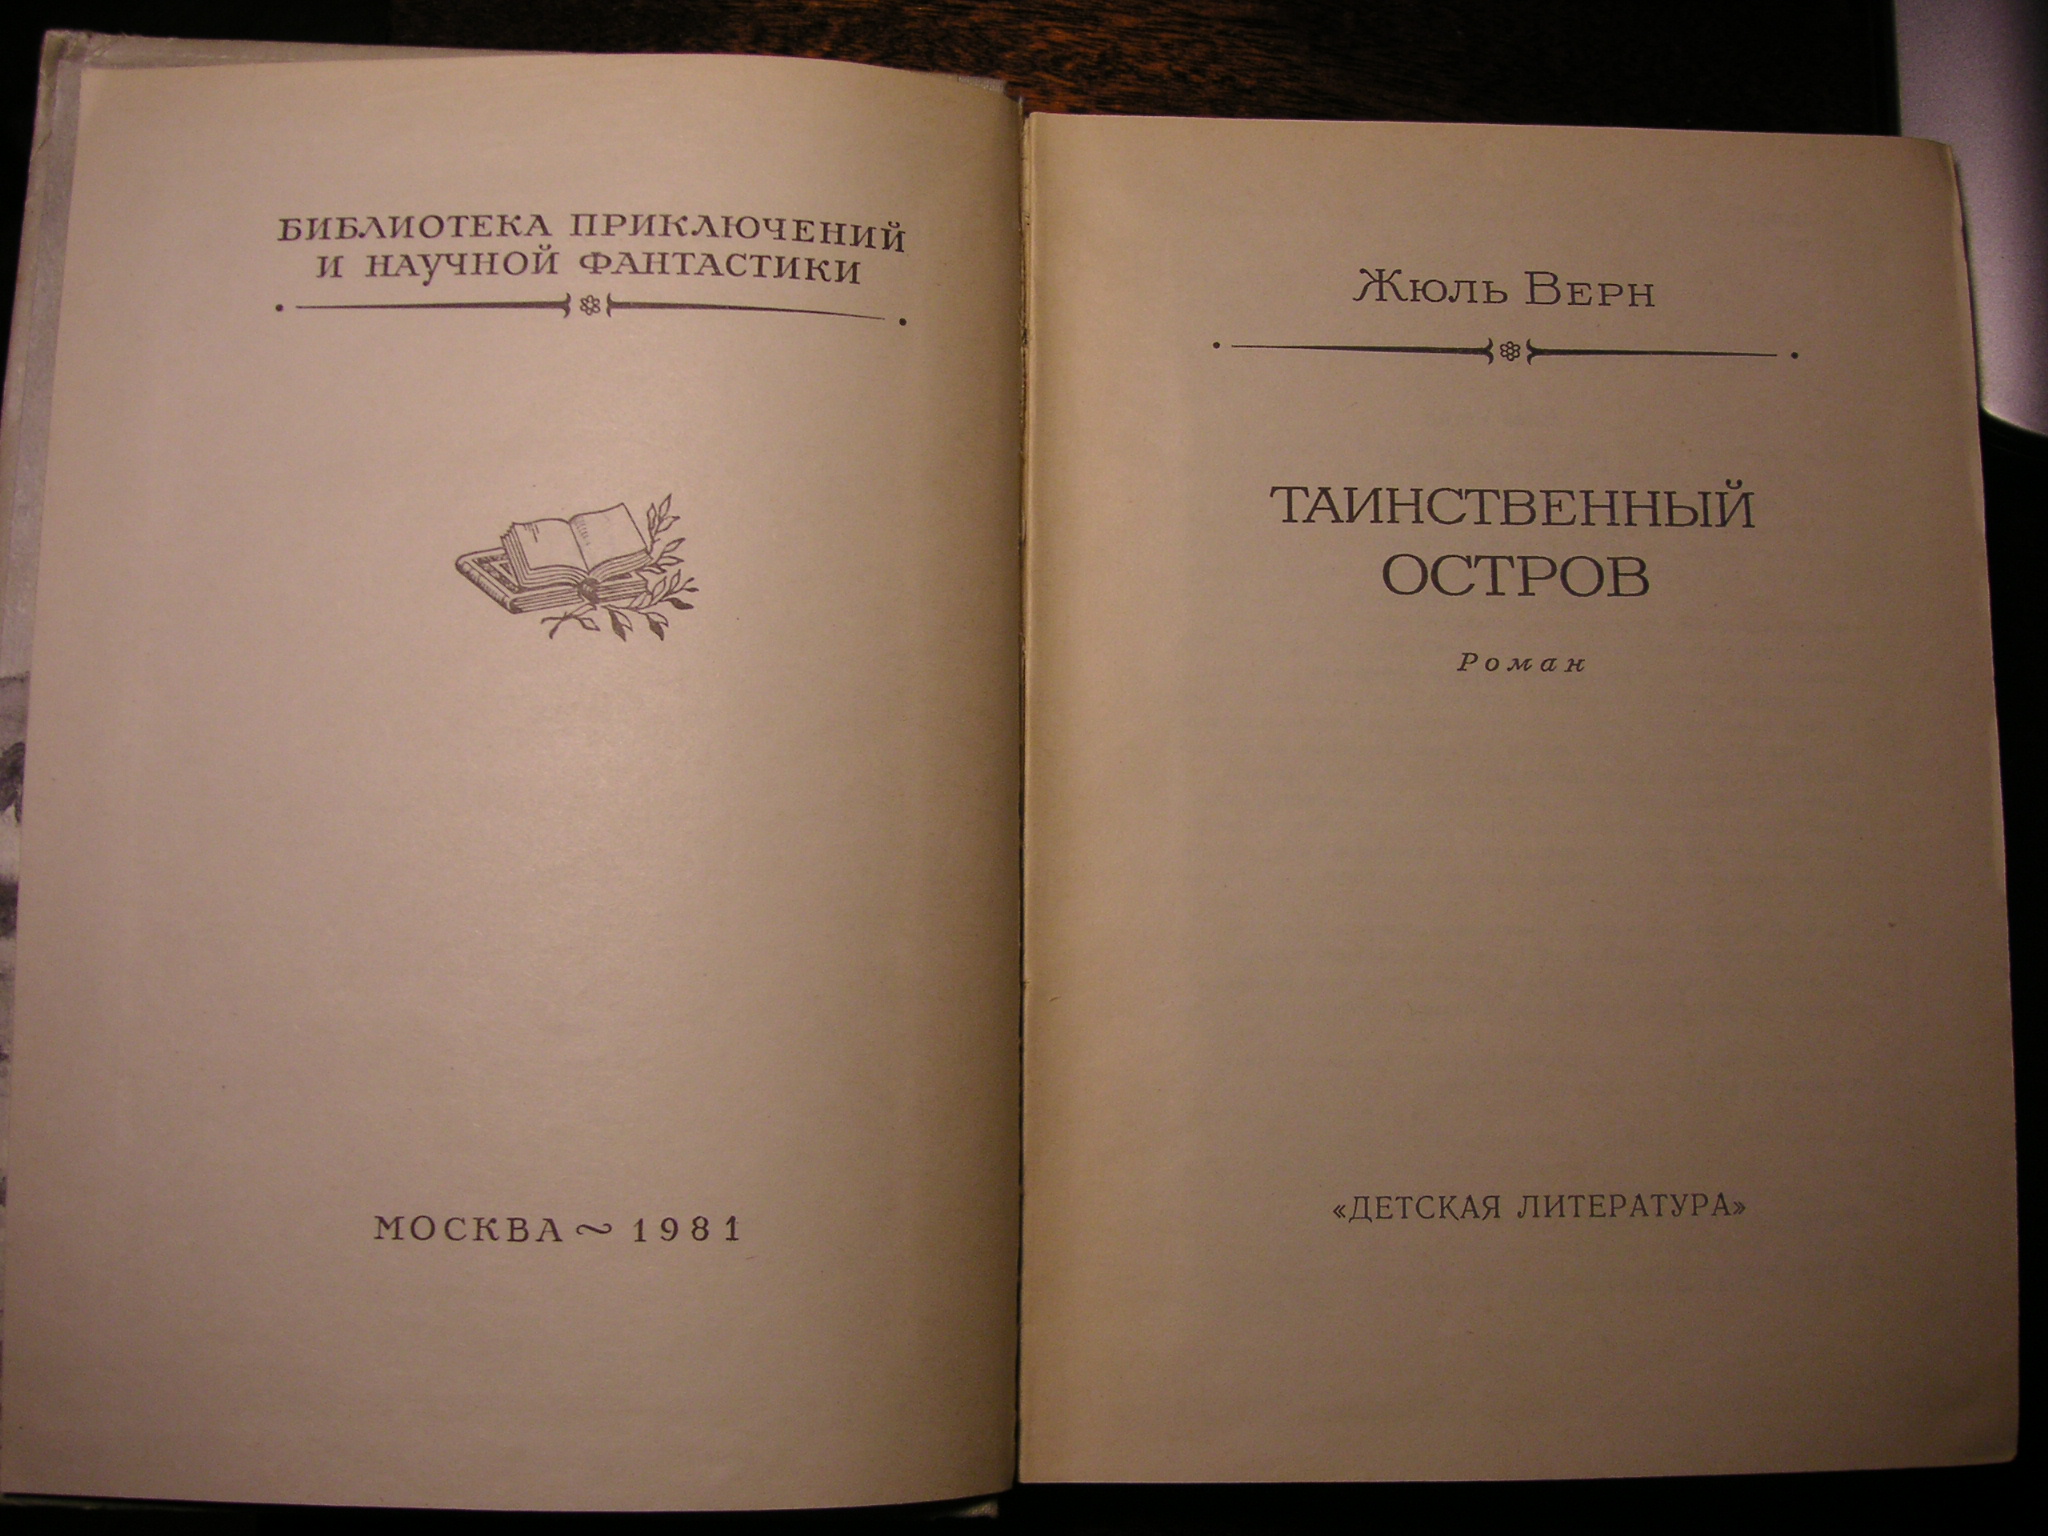 БИБЛИОТЕКА ПРИКЛЮЧЕНИЙ
И НАУЧНОЙ ФАНТАСТИКИ
МОСКВА ~ 1981
Жюль Верн
ТАИНСТВЕННЫЙ
ОСТРОВ
Роман
«ДЕТСКАЯ ЛИТЕРАТУРА»